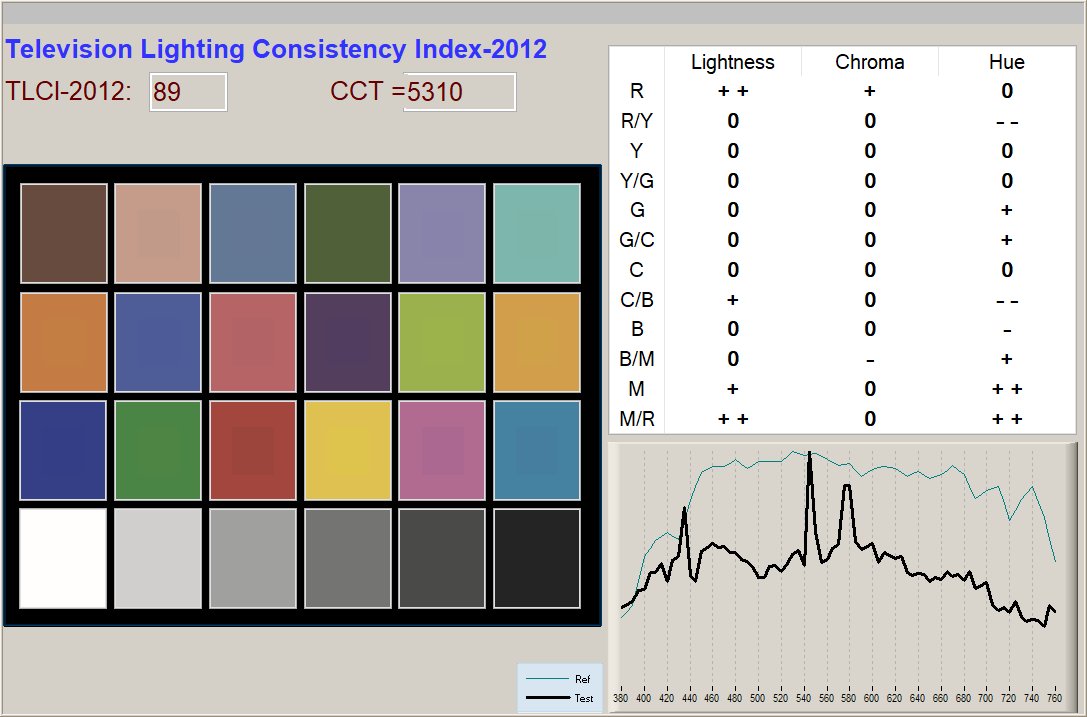 Television Lighting Consistency Index-2012
TLCI-2012: 89 CCT =5310
Lightness Chroma Hue
R ++ + 0
R/Y 0 0 --
Y 0 0 0
Y/G 0 0 0
G 0 0 +
G/C 0 0 +
C 0 0 0
C/B + 0 --
B 0 0 -
B/M 0 - +
M + 0 ++
M/R ++ 0 ++
Ref
Test
380 400 420 440 460 480 500 520 540 560 580 600 620 640 660 680 700 720 740 760